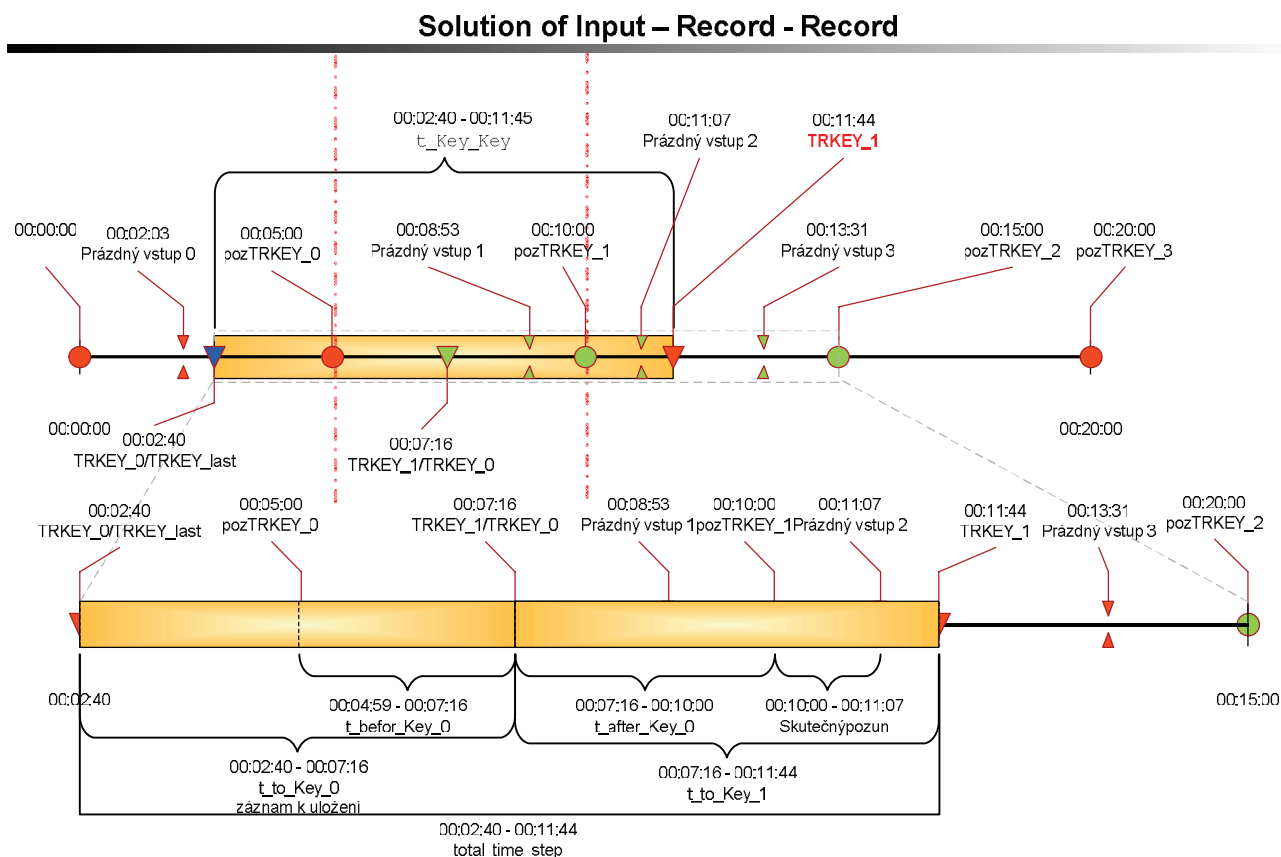 Solution of Input – Record - Record
00:02:40 - 00:11:45
t_Key_Key
00:11:07
Prázdný vstup 2
00:11:44
TRKEY_1
00:00:00
00:02:03
Prázdný vstup 0
00:05:00
pozTRKEY_0
00:08:53
Prázdný vstup 1
00:10:00
pozTRKEY_1
00:13:31
Prázdný vstup 3
00:15:00
pozTRKEY_2
00:20:00
pozTRKEY_3
00:00:00
00:02:40
TRKEY_0/TRKEY_last
00:07:16
TRKEY_1/TRKEY_0
00:20:00
00:02:40
TRKEY_0/TRKEY_last
00:05:00
pozTRKEY_0
00:07:16
TRKEY_1/TRKEY_0
00:08:53
Prázdný vstup 1
00:10:00
pozTRKEY_1
00:11:07
Prázdný vstup 2
00:11:44
TRKEY_1
00:13:31
Prázdný vstup 3
00:20:00
pozTRKEY_2
00:02:40
00:04:59 - 00:07:16
t_befor_Key_0
00:07:16 - 00:10:00
t_after_Key_0
00:10:00 - 00:11:07
Skutečnýpozun
00:15:00
00:02:40 - 00:07:16
t_to_Key_0
záznam k uložení
00:07:16 - 00:11:44
t_to_Key_1
00:02:40 - 00:11:44
total_time_step